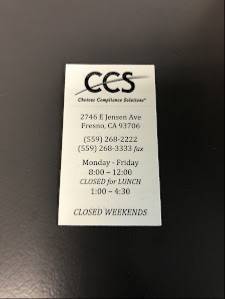 CCS
Choices Compliance Solutions™
2746 E Jensen Ave
Fresno, CA 93706
(559) 268-2222
(559) 268-3333 fax
Monday - Friday
8:00 – 12:00
CLOSED for LUNCH
1:00 – 4:30
CLOSED WEEKENDS